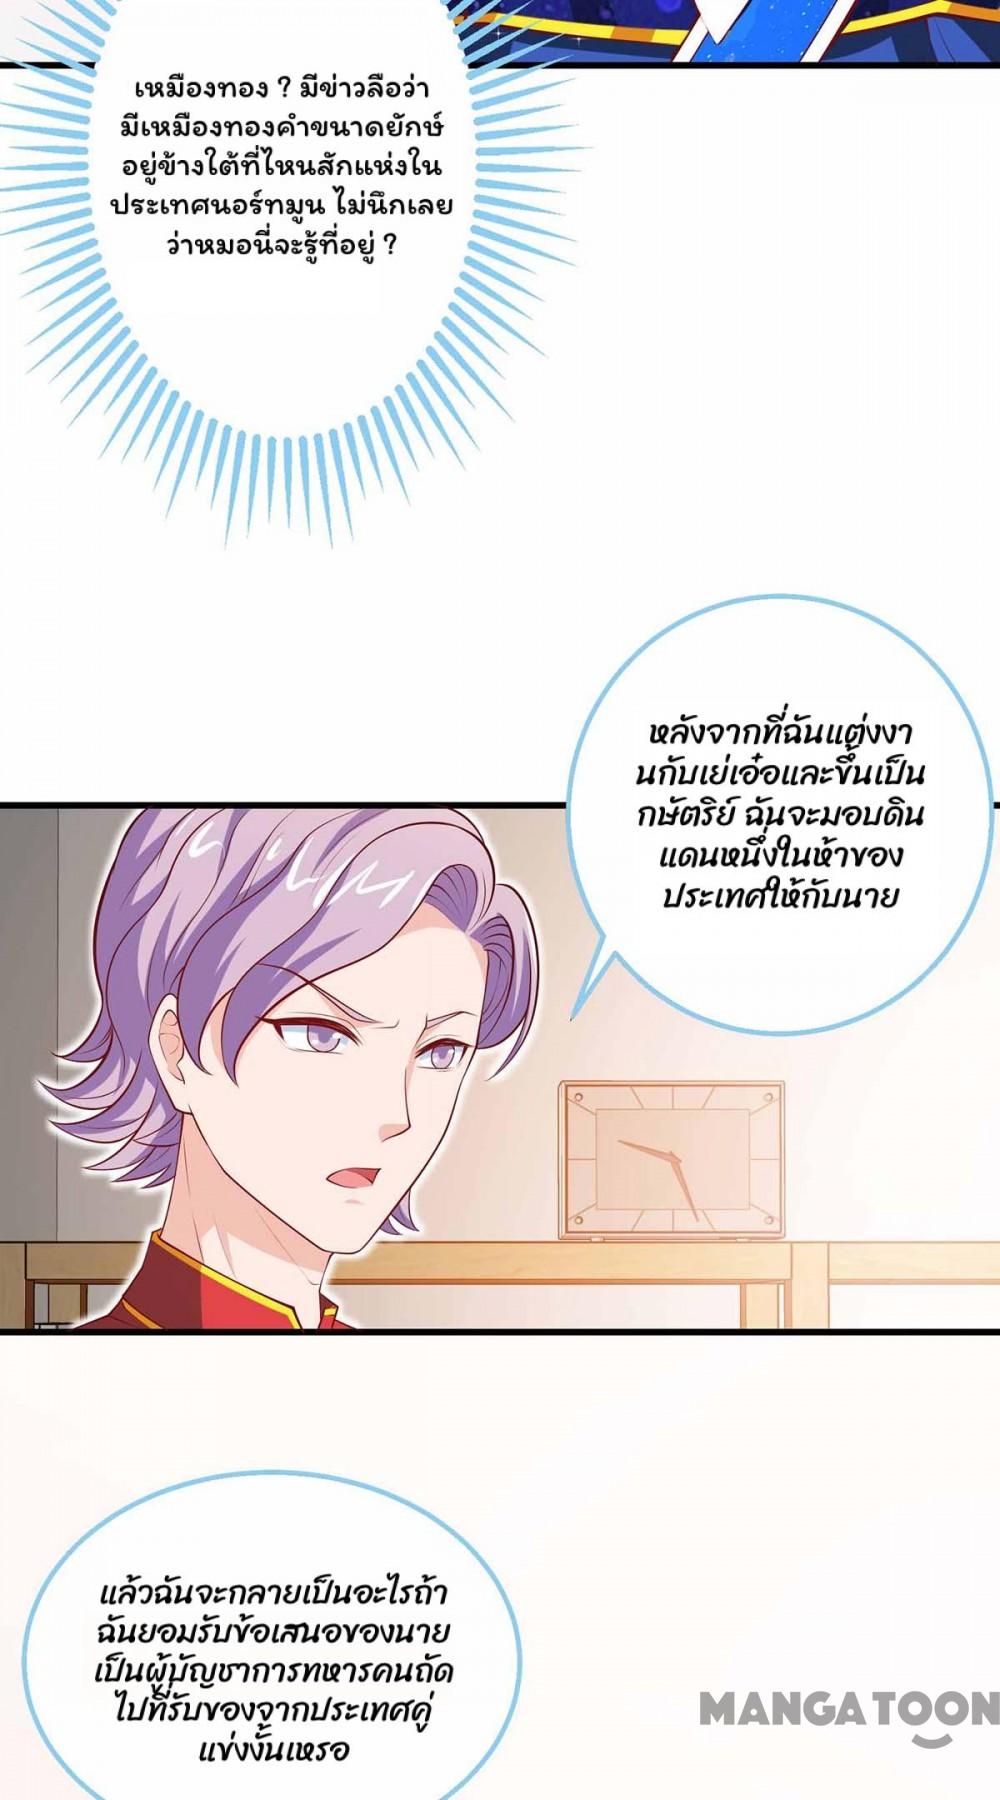 เหมืองทอง ? มีข่าวลือว่า
มีเหมืองทองคำขนาดยักษ์
อยู่ข้างใต้ที่ไหนสักแห่งใน
ประเทศนอร์ทมูน ไม่นึกเลย
ว่าหมอนี่จะรู้ที่อยู่ ?
หลังจากที่ฉันแต่งงา
นกับเย่เอ๋อและขึ้นเป็น
กษัตริย์ ฉันจะมอบดิน
แดนหนึ่งในห้าของ
ประเทศให้กับนาย
แล้วฉันจะกลายเป็นอะไรถ้า
ฉันยอมรับข้อเสนอของนาย
เป็นผู้บัญชาการทหารคนถัด
ไปที่รับของจากประเทศคู่
แข่งงั้นเหรอ
MANGATOON